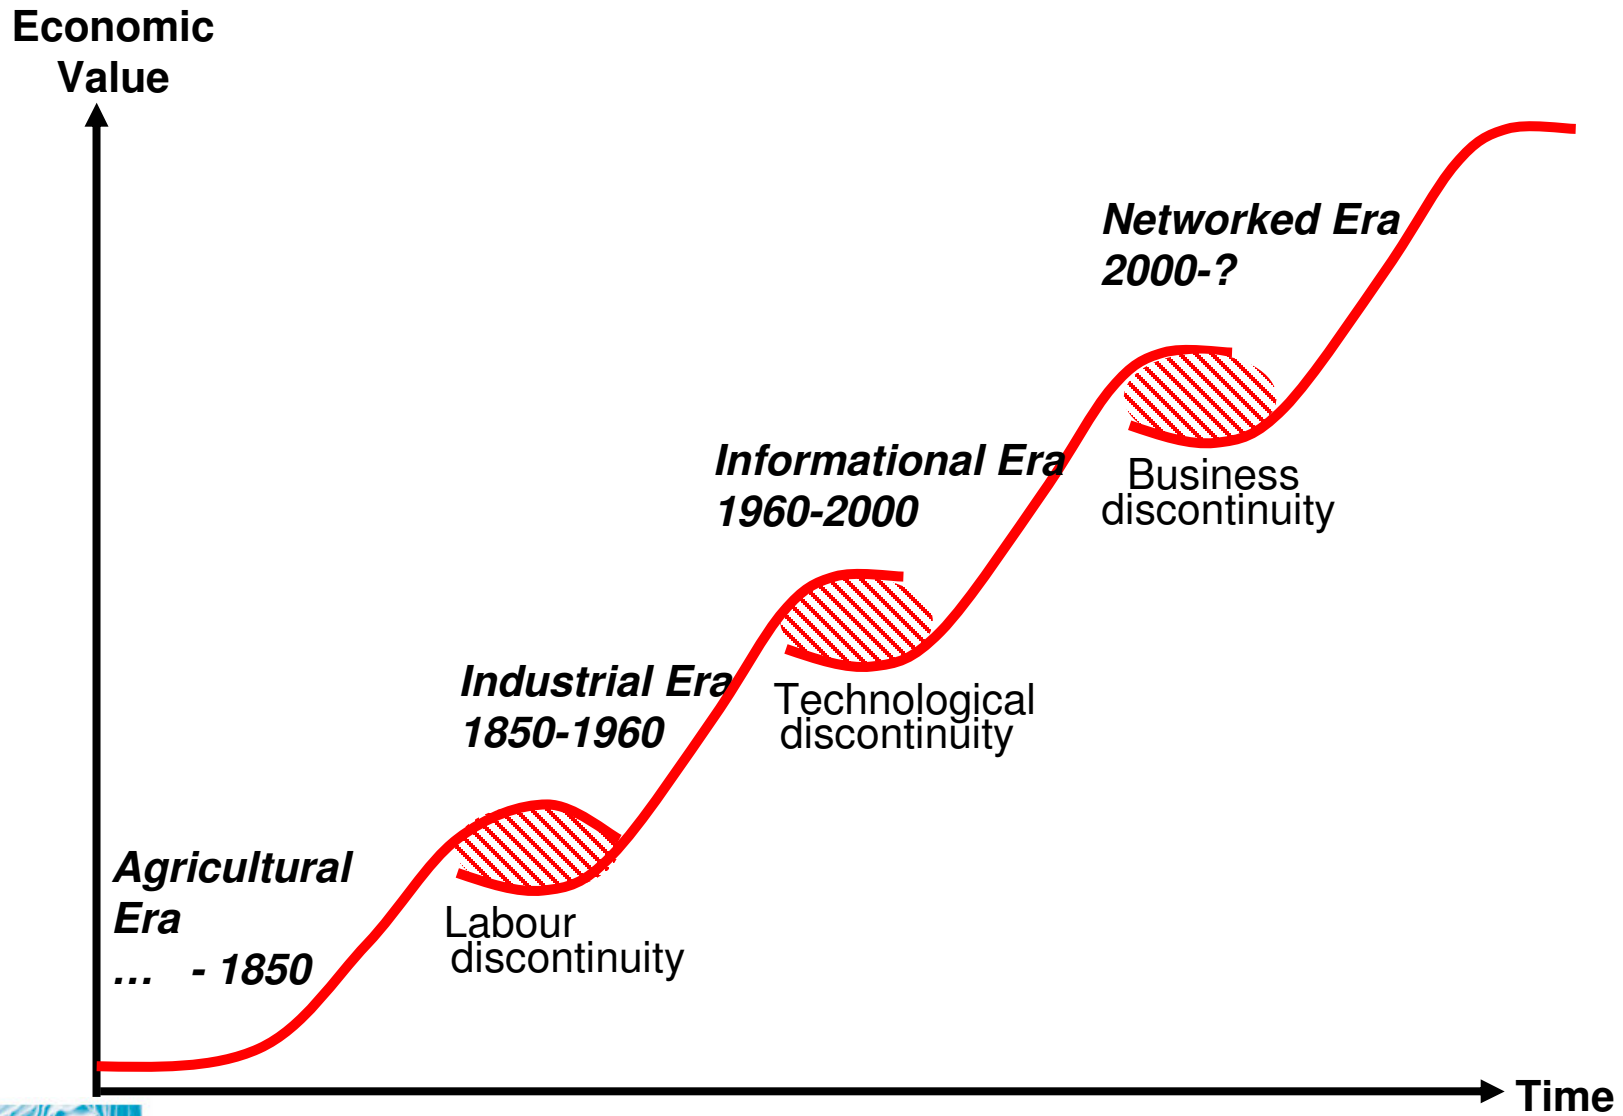 Economic
Value
Networked Era
2000-?
Informational Era
1960-2000
Business
discontinuity
Industrial Era
1850-1960
Technological
discontinuity
Agricultural
Era
... - 1850
Labour
discontinuity
Time